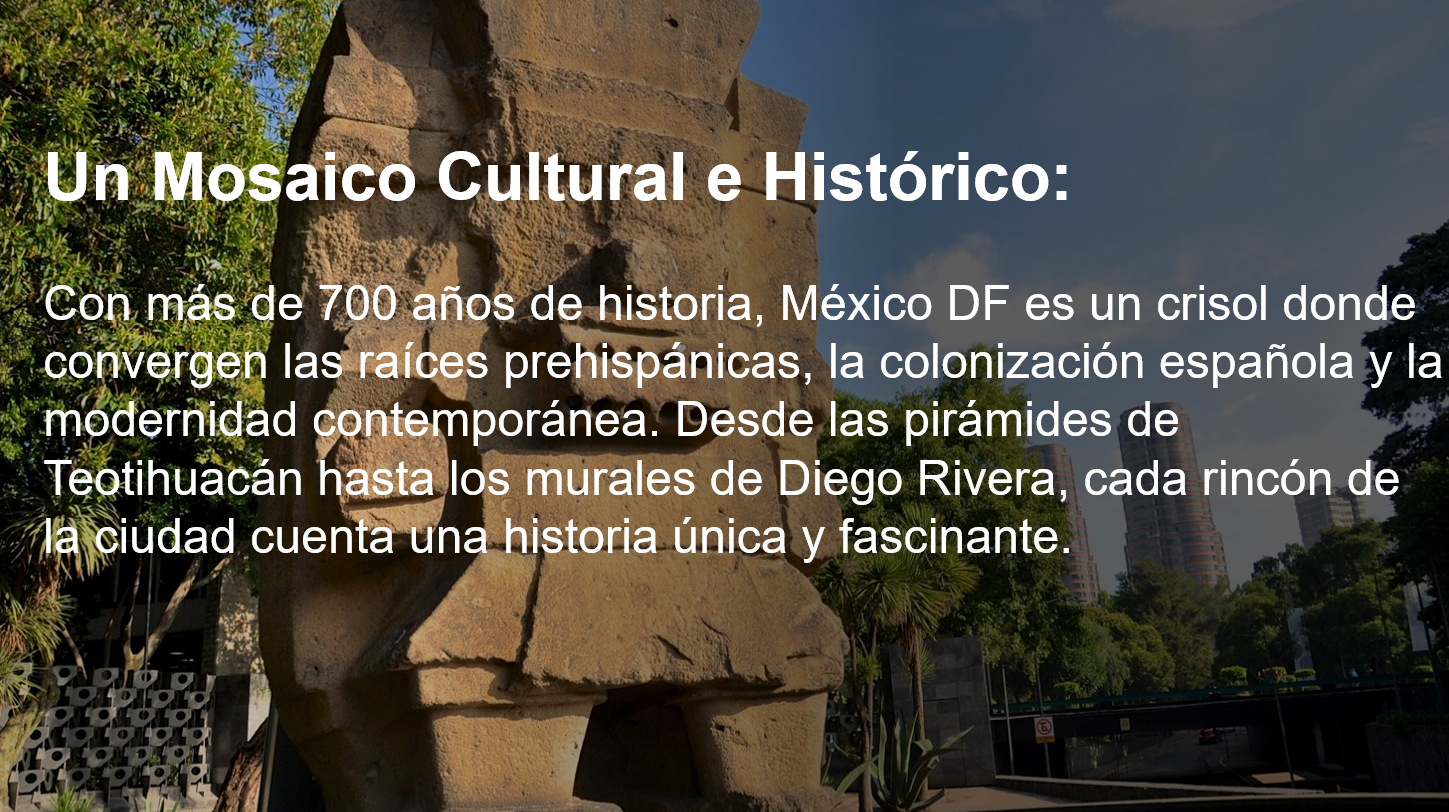 Un Mosaico Cultural e Histórico:
Con más de 700 años de historia, México DF es un crisol donde
convergen las raíces prehispánicas, la colonización española y la
modernidad contemporánea. Desde las pirámides de
Teotihuacán hasta los murales de Diego Rivera, cada rincón de
la ciudad cuenta una historia única y fascinante.